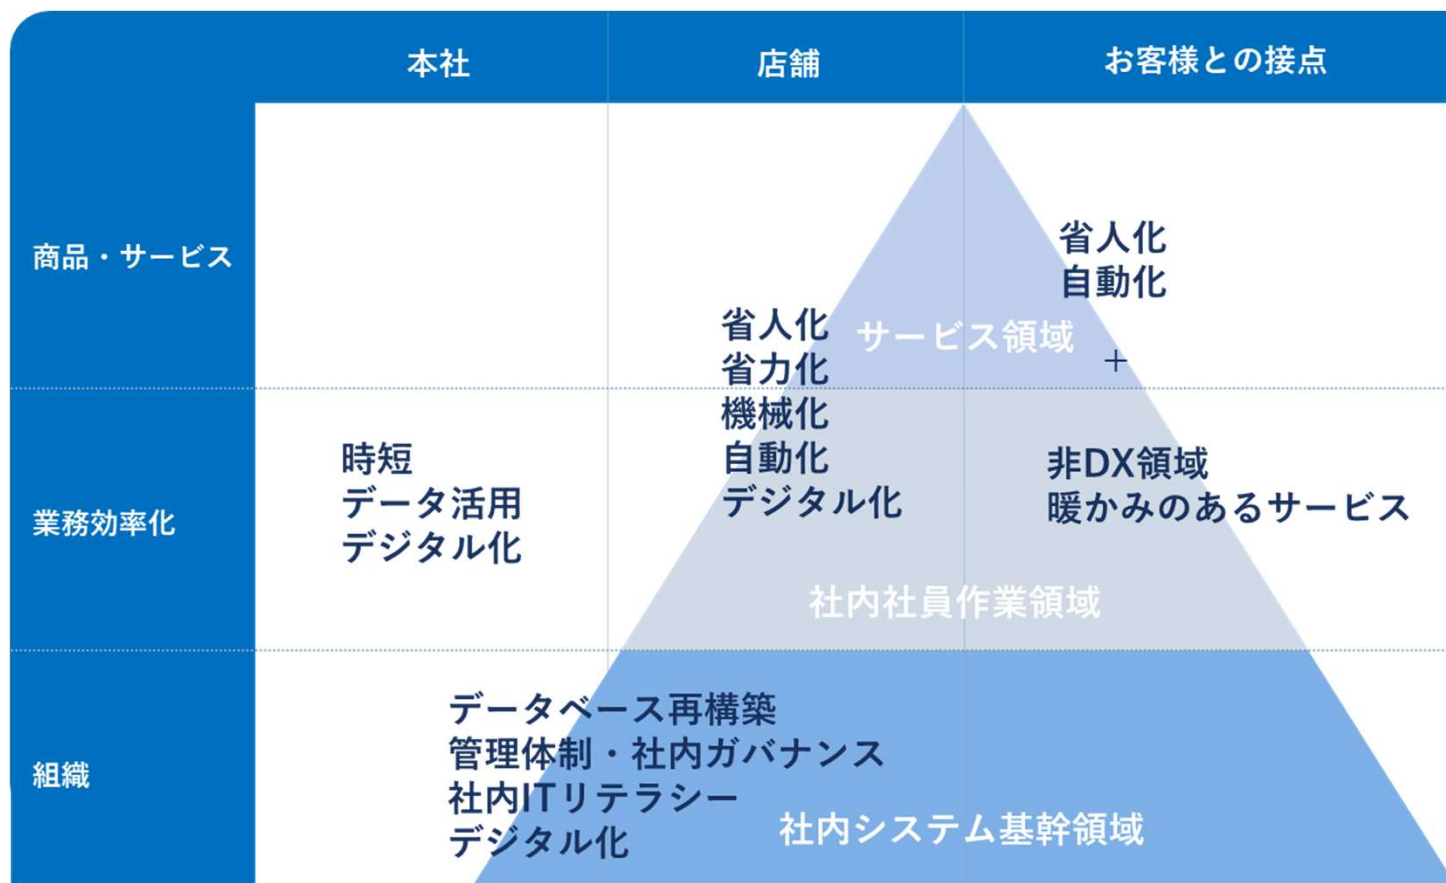 本社
店舗
お客様との接点
商品・サービス
省人化
自動化
+
サービス領域
省人化
省力化
機械化
自動化
デジタル化
業務効率化
時短
データ活用
デジタル化
非DX領域
暖かみのあるサービス
社内社員作業領域
組織
データベース再構築
管理体制・社内ガバナンス
社内ITリテラシー
デジタル化
社内システム基幹領域